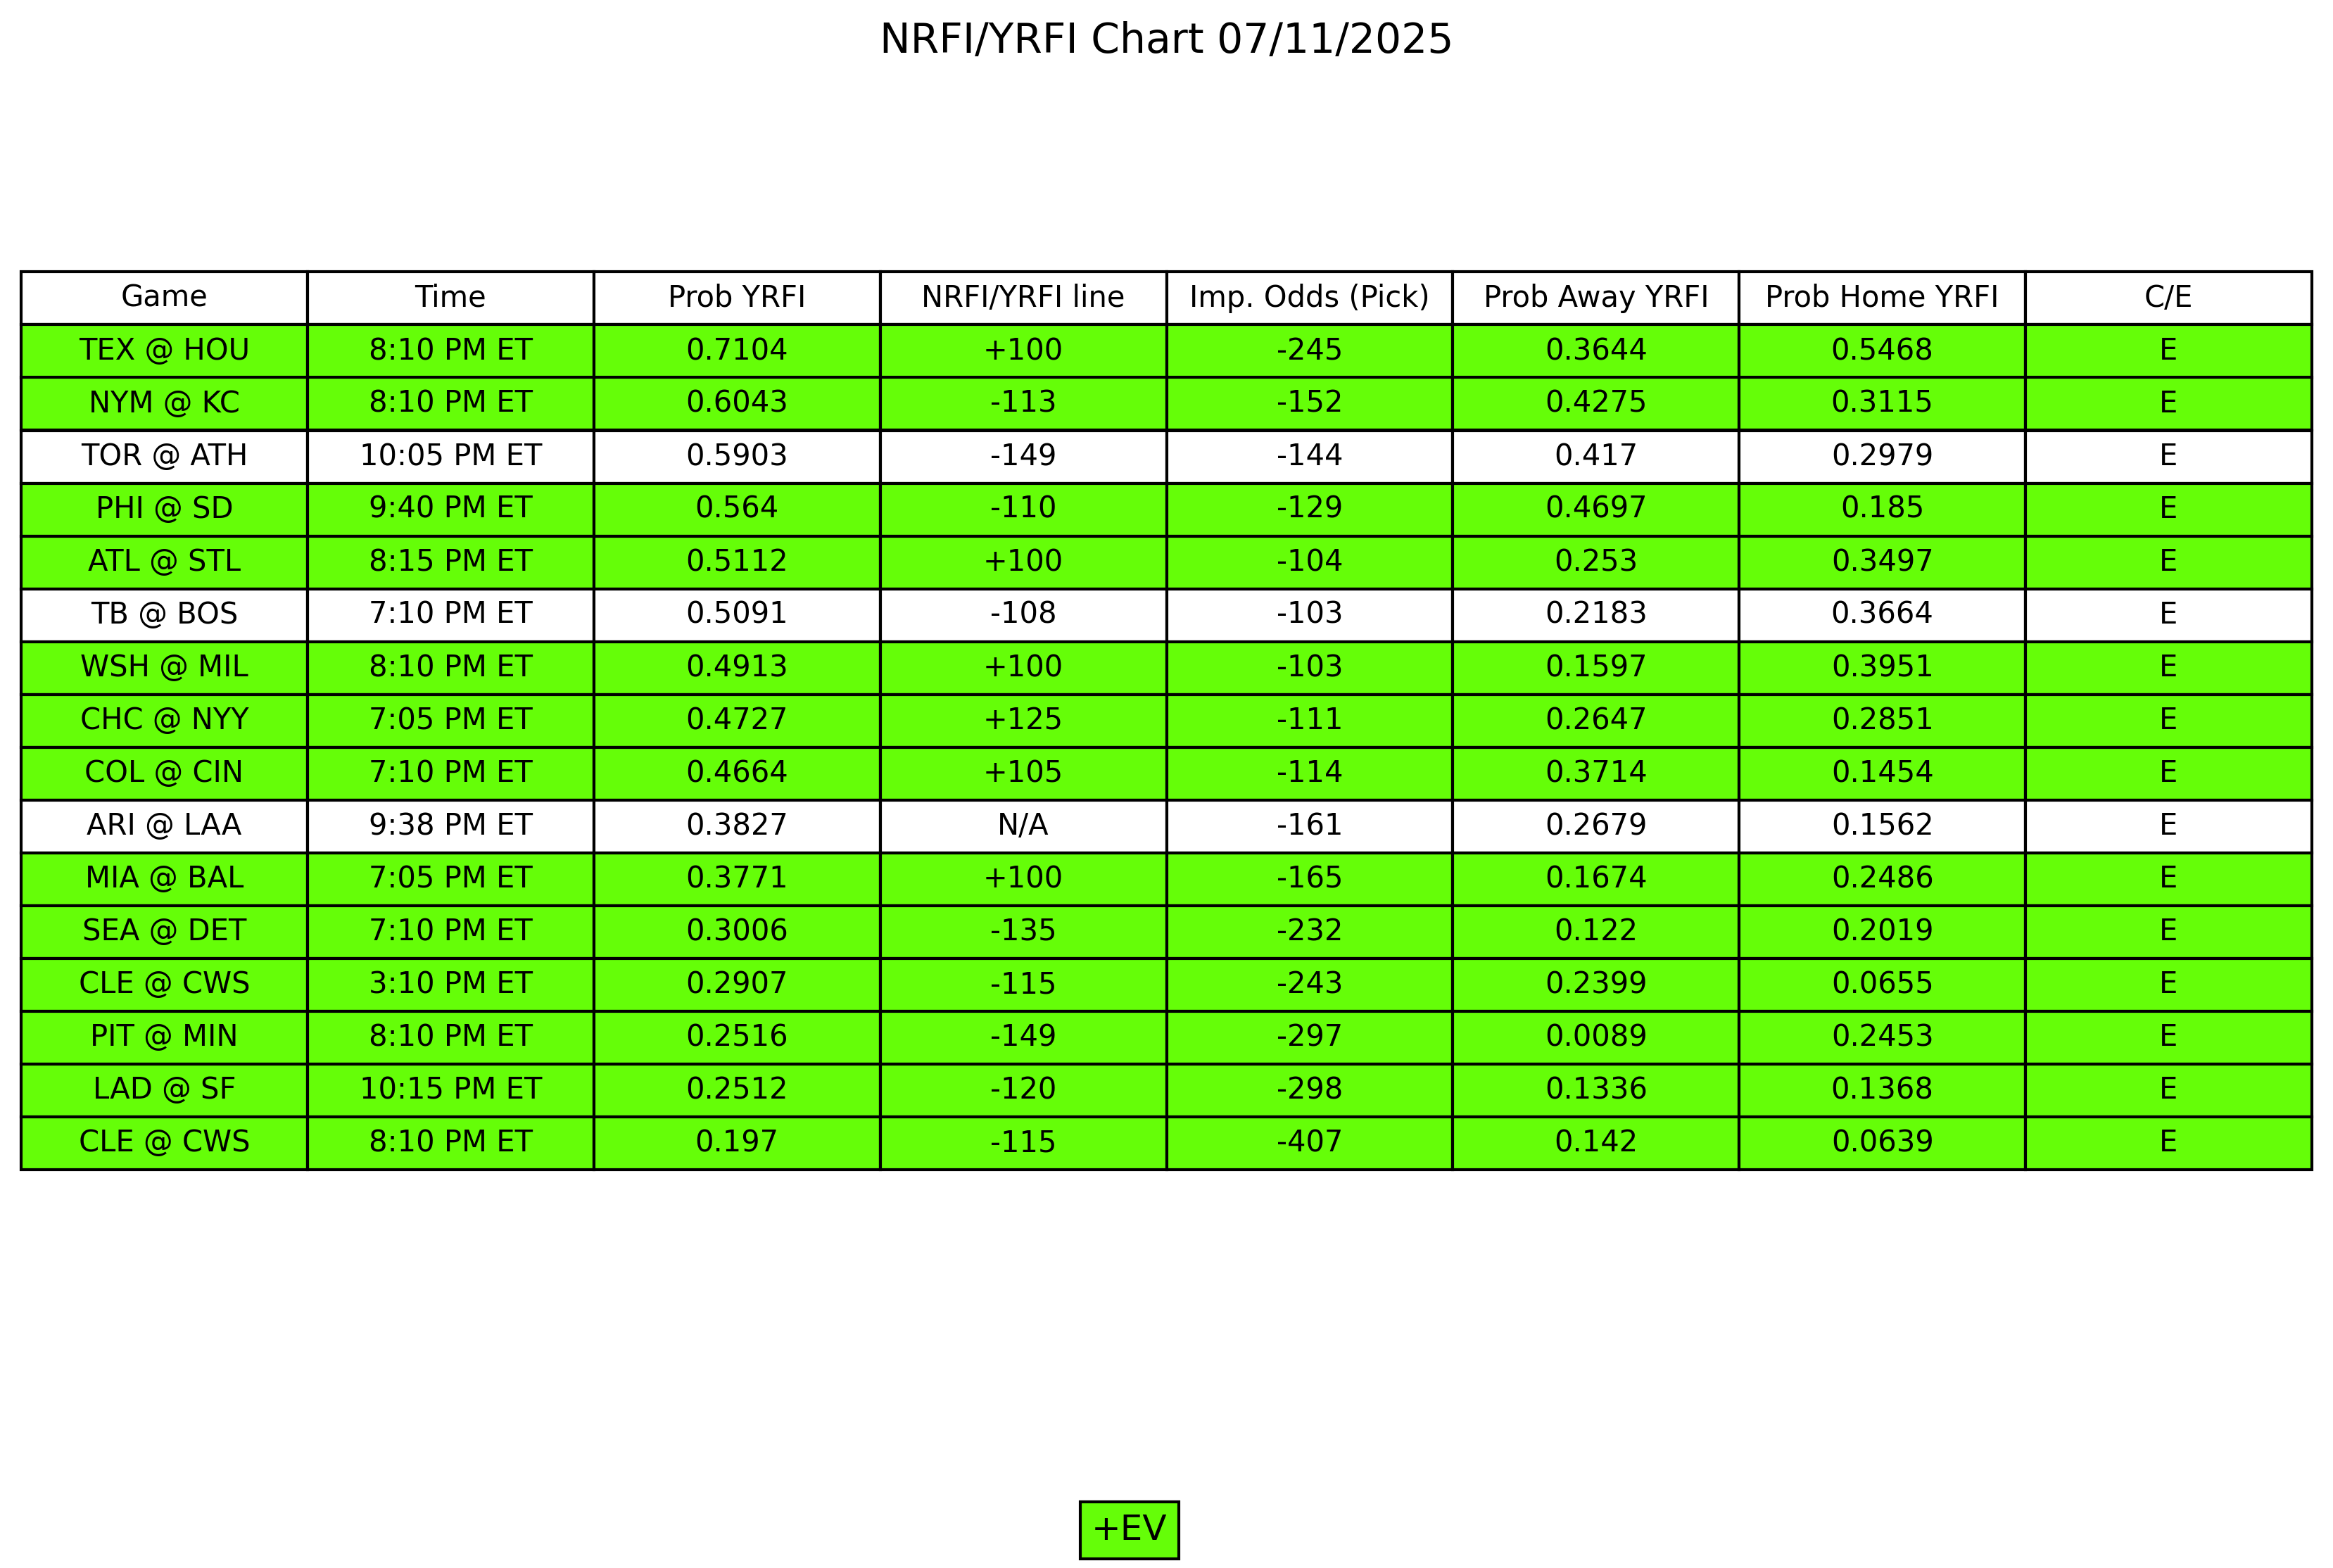 NRFI/YRFI Chart 07/11/2025
Game Time Prob YRFI NRFI/YRFI line Imp. Odds (Pick) Prob Away YRFI Prob Home YRFI C/E
TEX @ HOU 8:10 PM ET 0.7104 +100 -245 0.3644 0.5468 E
NYM @ KC 8:10 PM ET 0.6043 -113 -152 0.4275 0.3115 E
TOR @ ATH 10:05 PM ET 0.5903 -149 -144 0.417 0.2979 E
PHI @ SD 9:40 PM ET 0.564 -110 -129 0.4697 0.185 E
ATL @ STL 8:15 PM ET 0.5112 +100 -104 0.253 0.3497 E
TB @ BOS 7:10 PM ET 0.5091 -108 -103 0.2183 0.3664 E
WSH @ MIL 8:10 PM ET 0.4913 +100 -103 0.1597 0.3951 E
CHC @ NYY 7:05 PM ET 0.4727 +125 -111 0.2647 0.2851 E
COL @ CIN 7:10 PM ET 0.4664 +105 -114 0.3714 0.1454 E
ARI @ LAA 9:38 PM ET 0.3827 N/A -161 0.2679 0.1562 E
MIA @ BAL 7:05 PM ET 0.3771 +100 -165 0.1674 0.2486 E
SEA @ DET 7:10 PM ET 0.3006 -135 -232 0.122 0.2019 E
CLE @ CWS 3:10 PM ET 0.2907 -115 -243 0.2399 0.0655 E
PIT @ MIN 8:10 PM ET 0.2516 -149 -297 0.0089 0.2453 E
LAD @ SF 10:15 PM ET 0.2512 -120 -298 0.1336 0.1368 E
CLE @ CWS 8:10 PM ET 0.197 -115 -407 0.142 0.0639 E
+EV